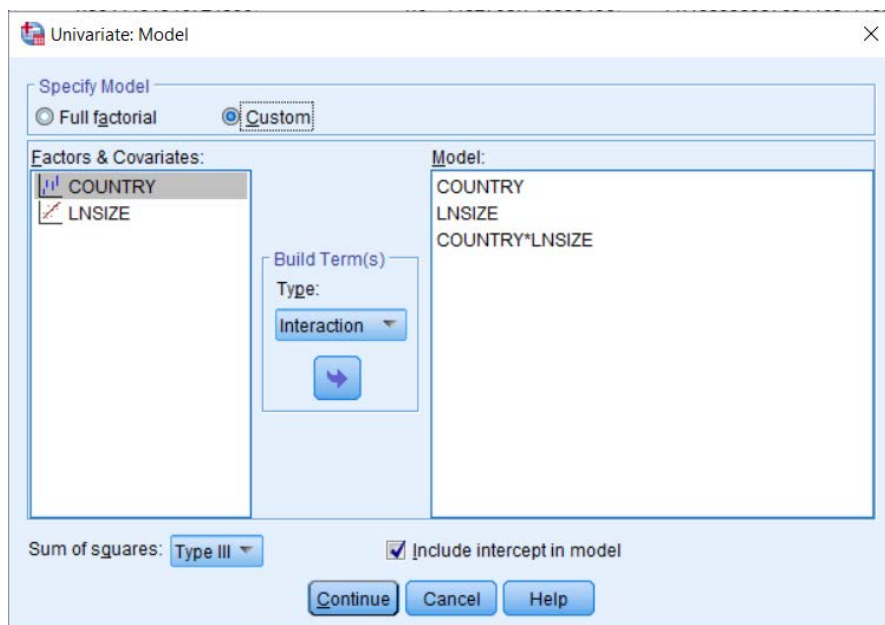 Univariate: Model
Specify Model
Full factorial
Custom
Factors & Covariates:
COUNTRY
LNSIZE
Build Term(s)
Type:
Interaction
Model:
COUNTRY
LNSIZE
COUNTRY*LNSIZE
Sum of squares:
Type III
Include intercept in model
Continue
Cancel
Help